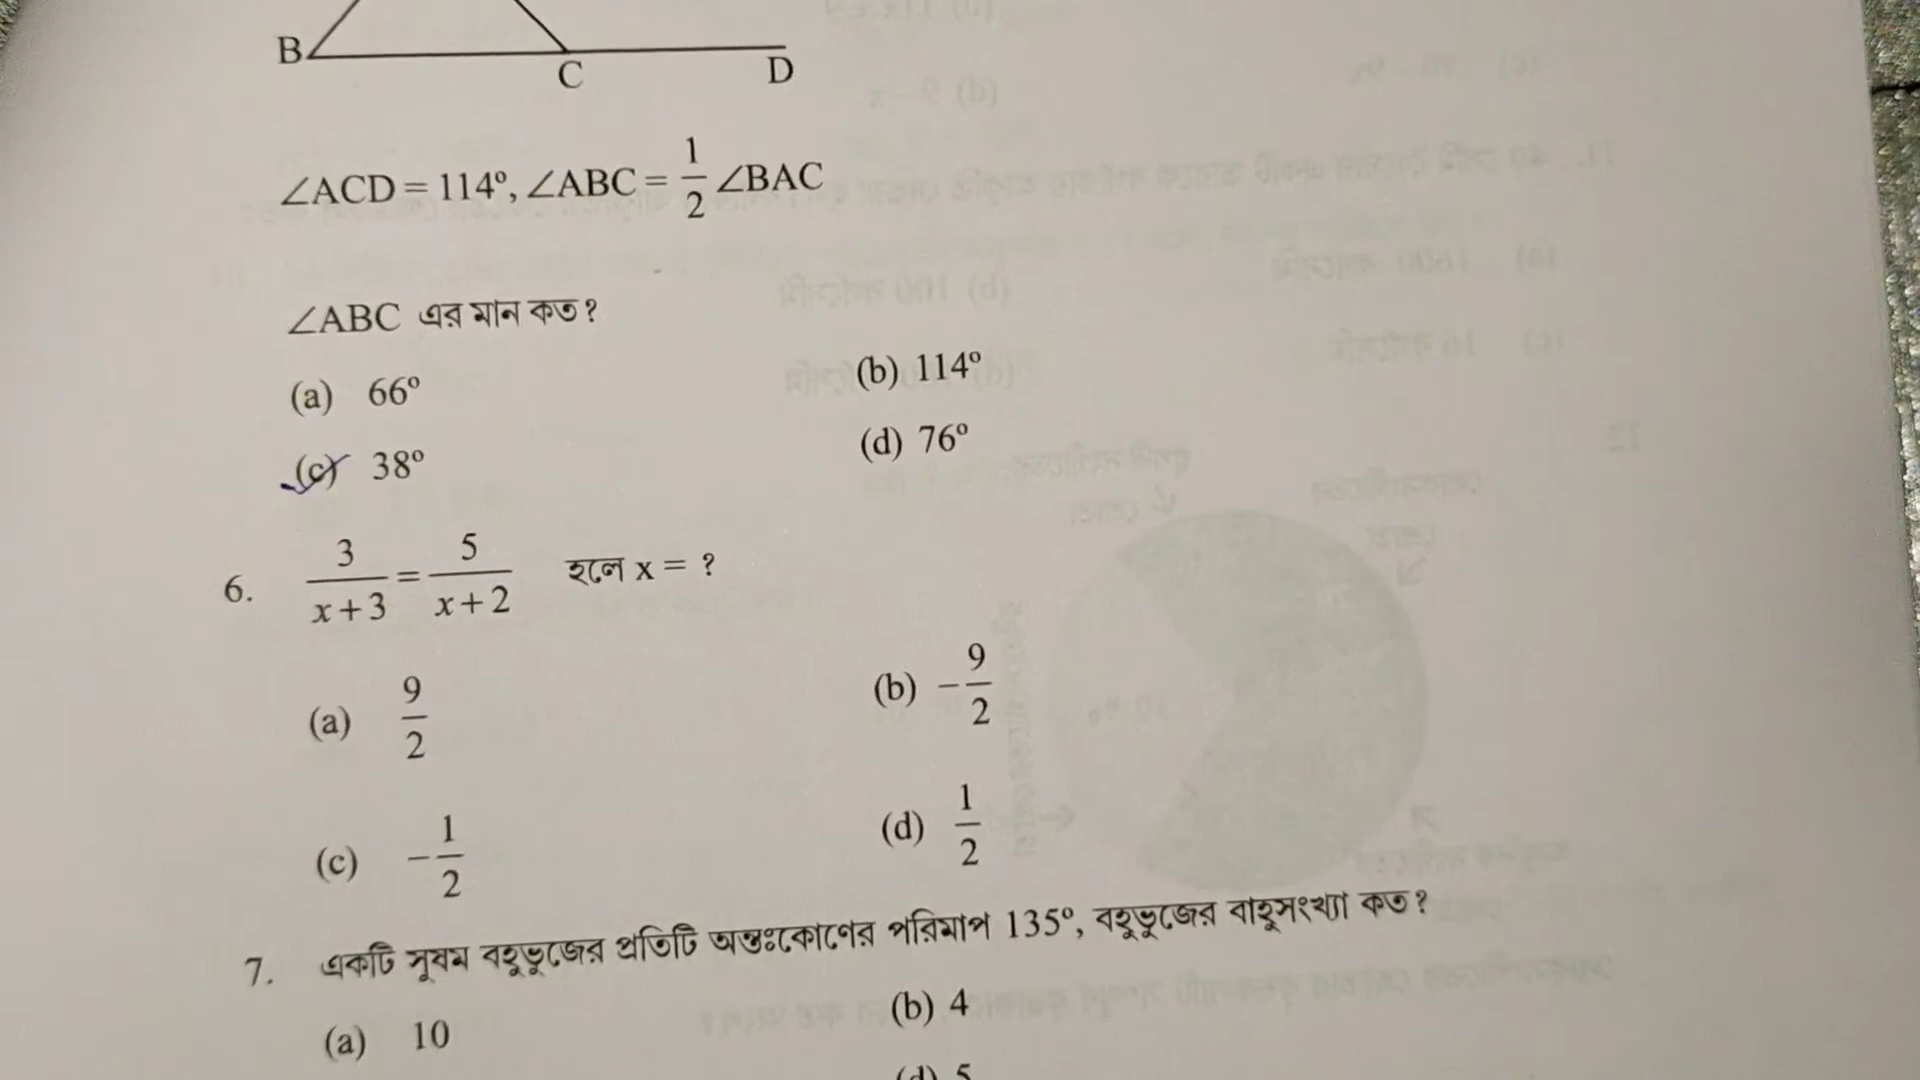 B
C
D
∠ACD = 114°, ∠ABC = 1/2 ∠BAC
∠ABC এর মান কত?
(a) 66° (b) 114°
(c) 38° (d) 76°
6. 3/(x+3) = 5/(x+2) হলে x = ?
(a) 9/2 (b) -9/2
(c) -1/2 (d) 1/2
7. একটি সুষম বহুভুজের প্রতিটি অন্তঃকোণের পরিমাপ 135°, বহুভুজের বাহুসংখ্যা কত?
(a) 10 (b) 4
(d) 5